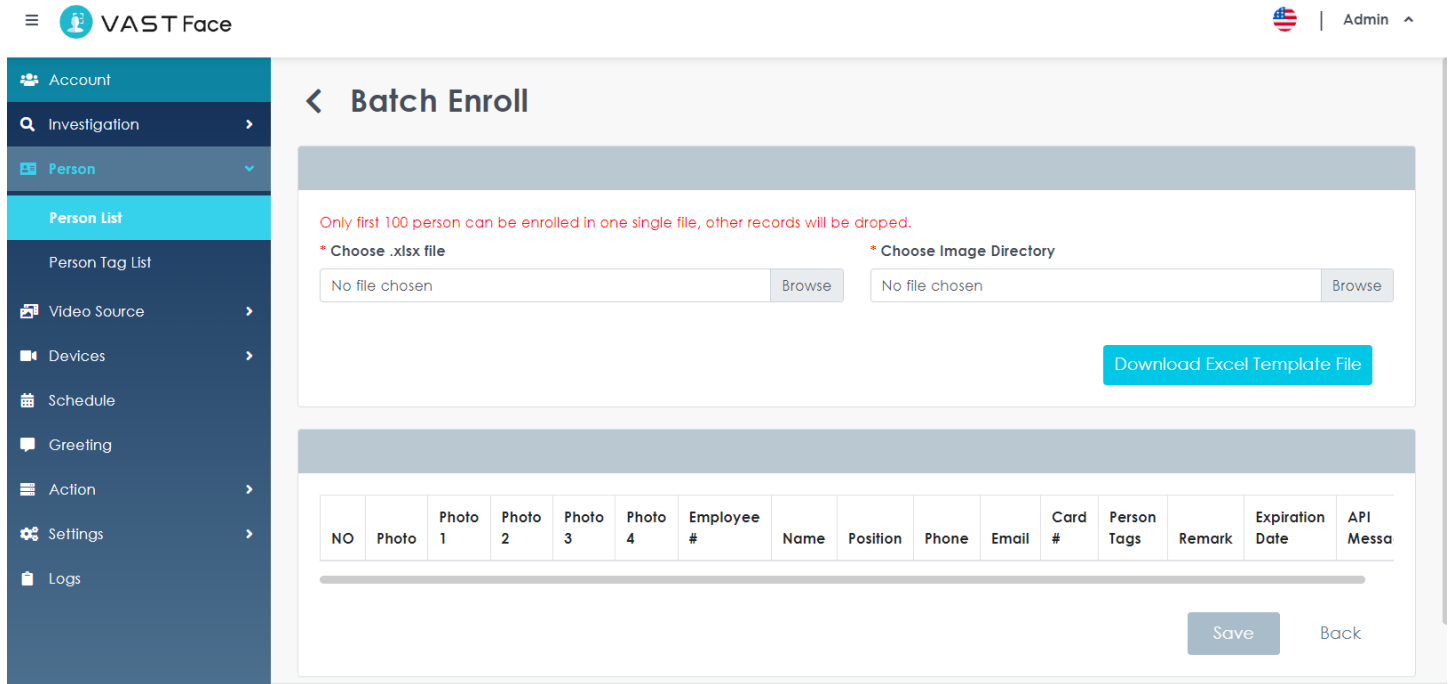 VAST Face
Admin
Account
Investigation
Person
Person List
Person Tag List
Video Source
Devices
Schedule
Greeting
Action
Settings
Logs
Batch Enroll
Only first 100 person can be enrolled in one single file, other records will be droped.
* Choose .xlsx file
No file chosen
Browse
* Choose Image Directory
No file chosen
Browse
Download Excel Template File
NO
Photo
Photo
1
Photo
2
Photo
3
Photo
4
Employee
#
Name
Position
Phone
Email
Card
#
Person
Tags
Remark
Expiration
Date
API
Messa
Save
Back